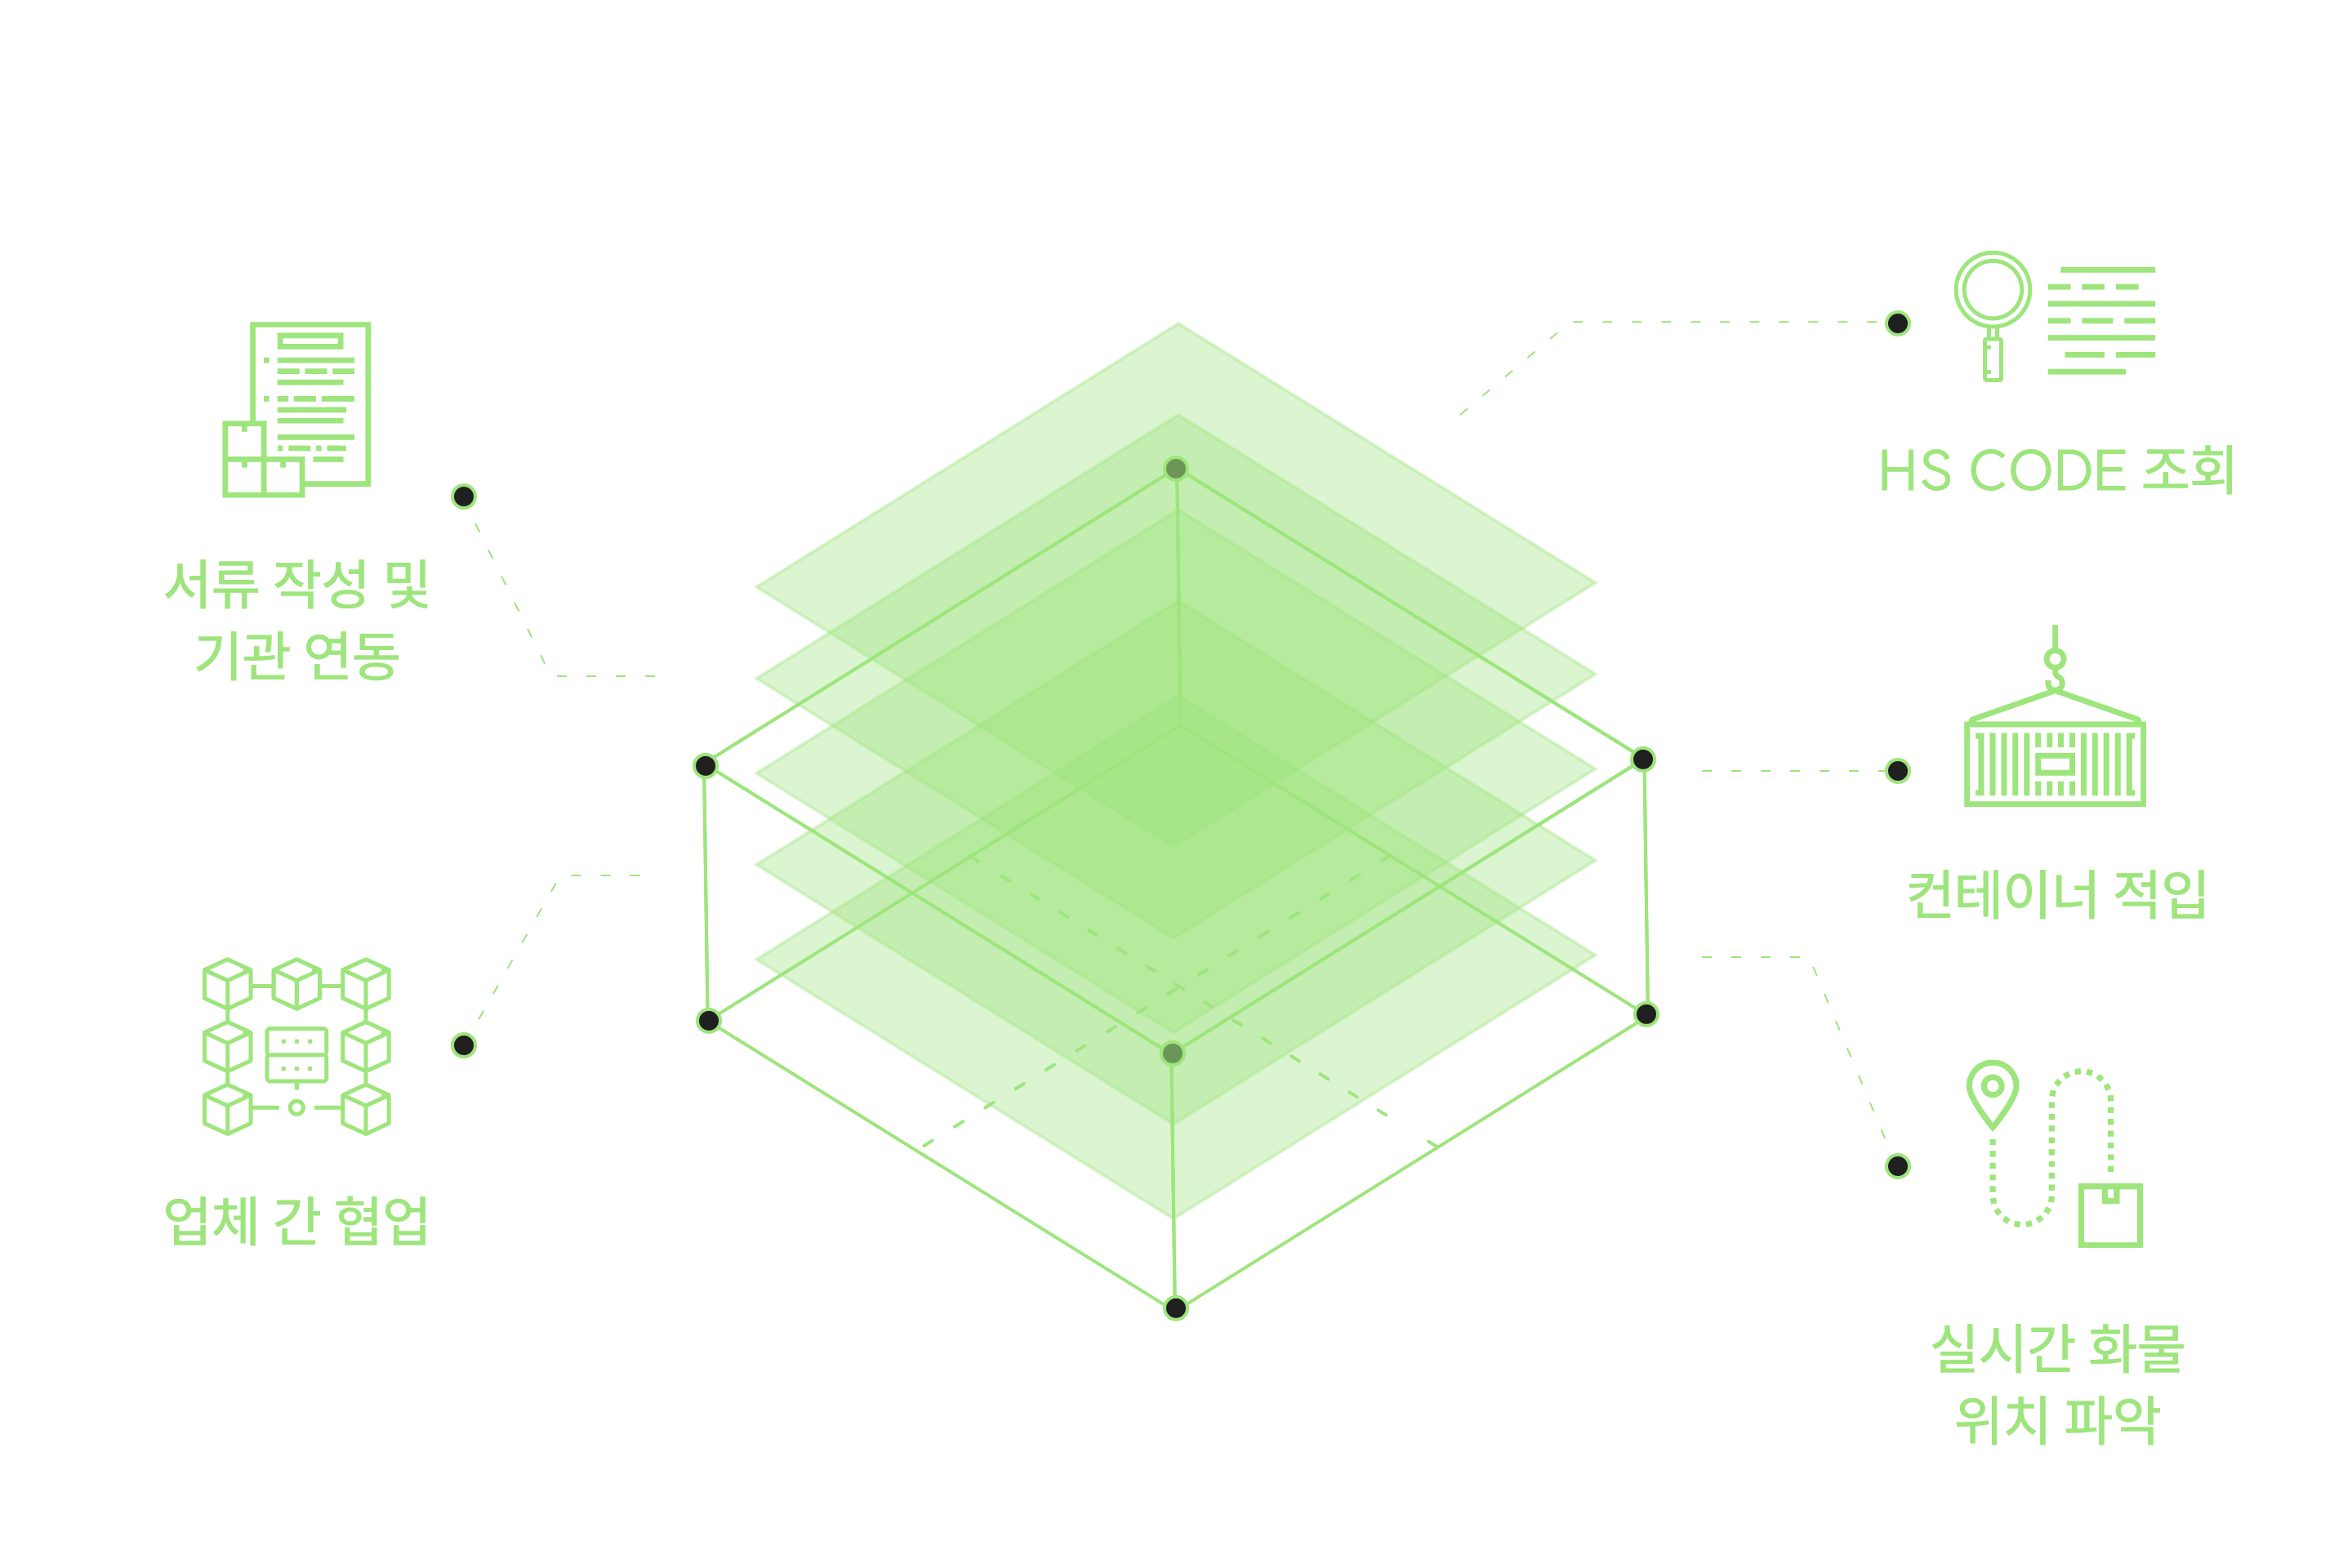 서류 작성 및
기관 연동
업체 간 협업
HS CODE 조회
컨테이너 적입
실시간 화물
위치 파악